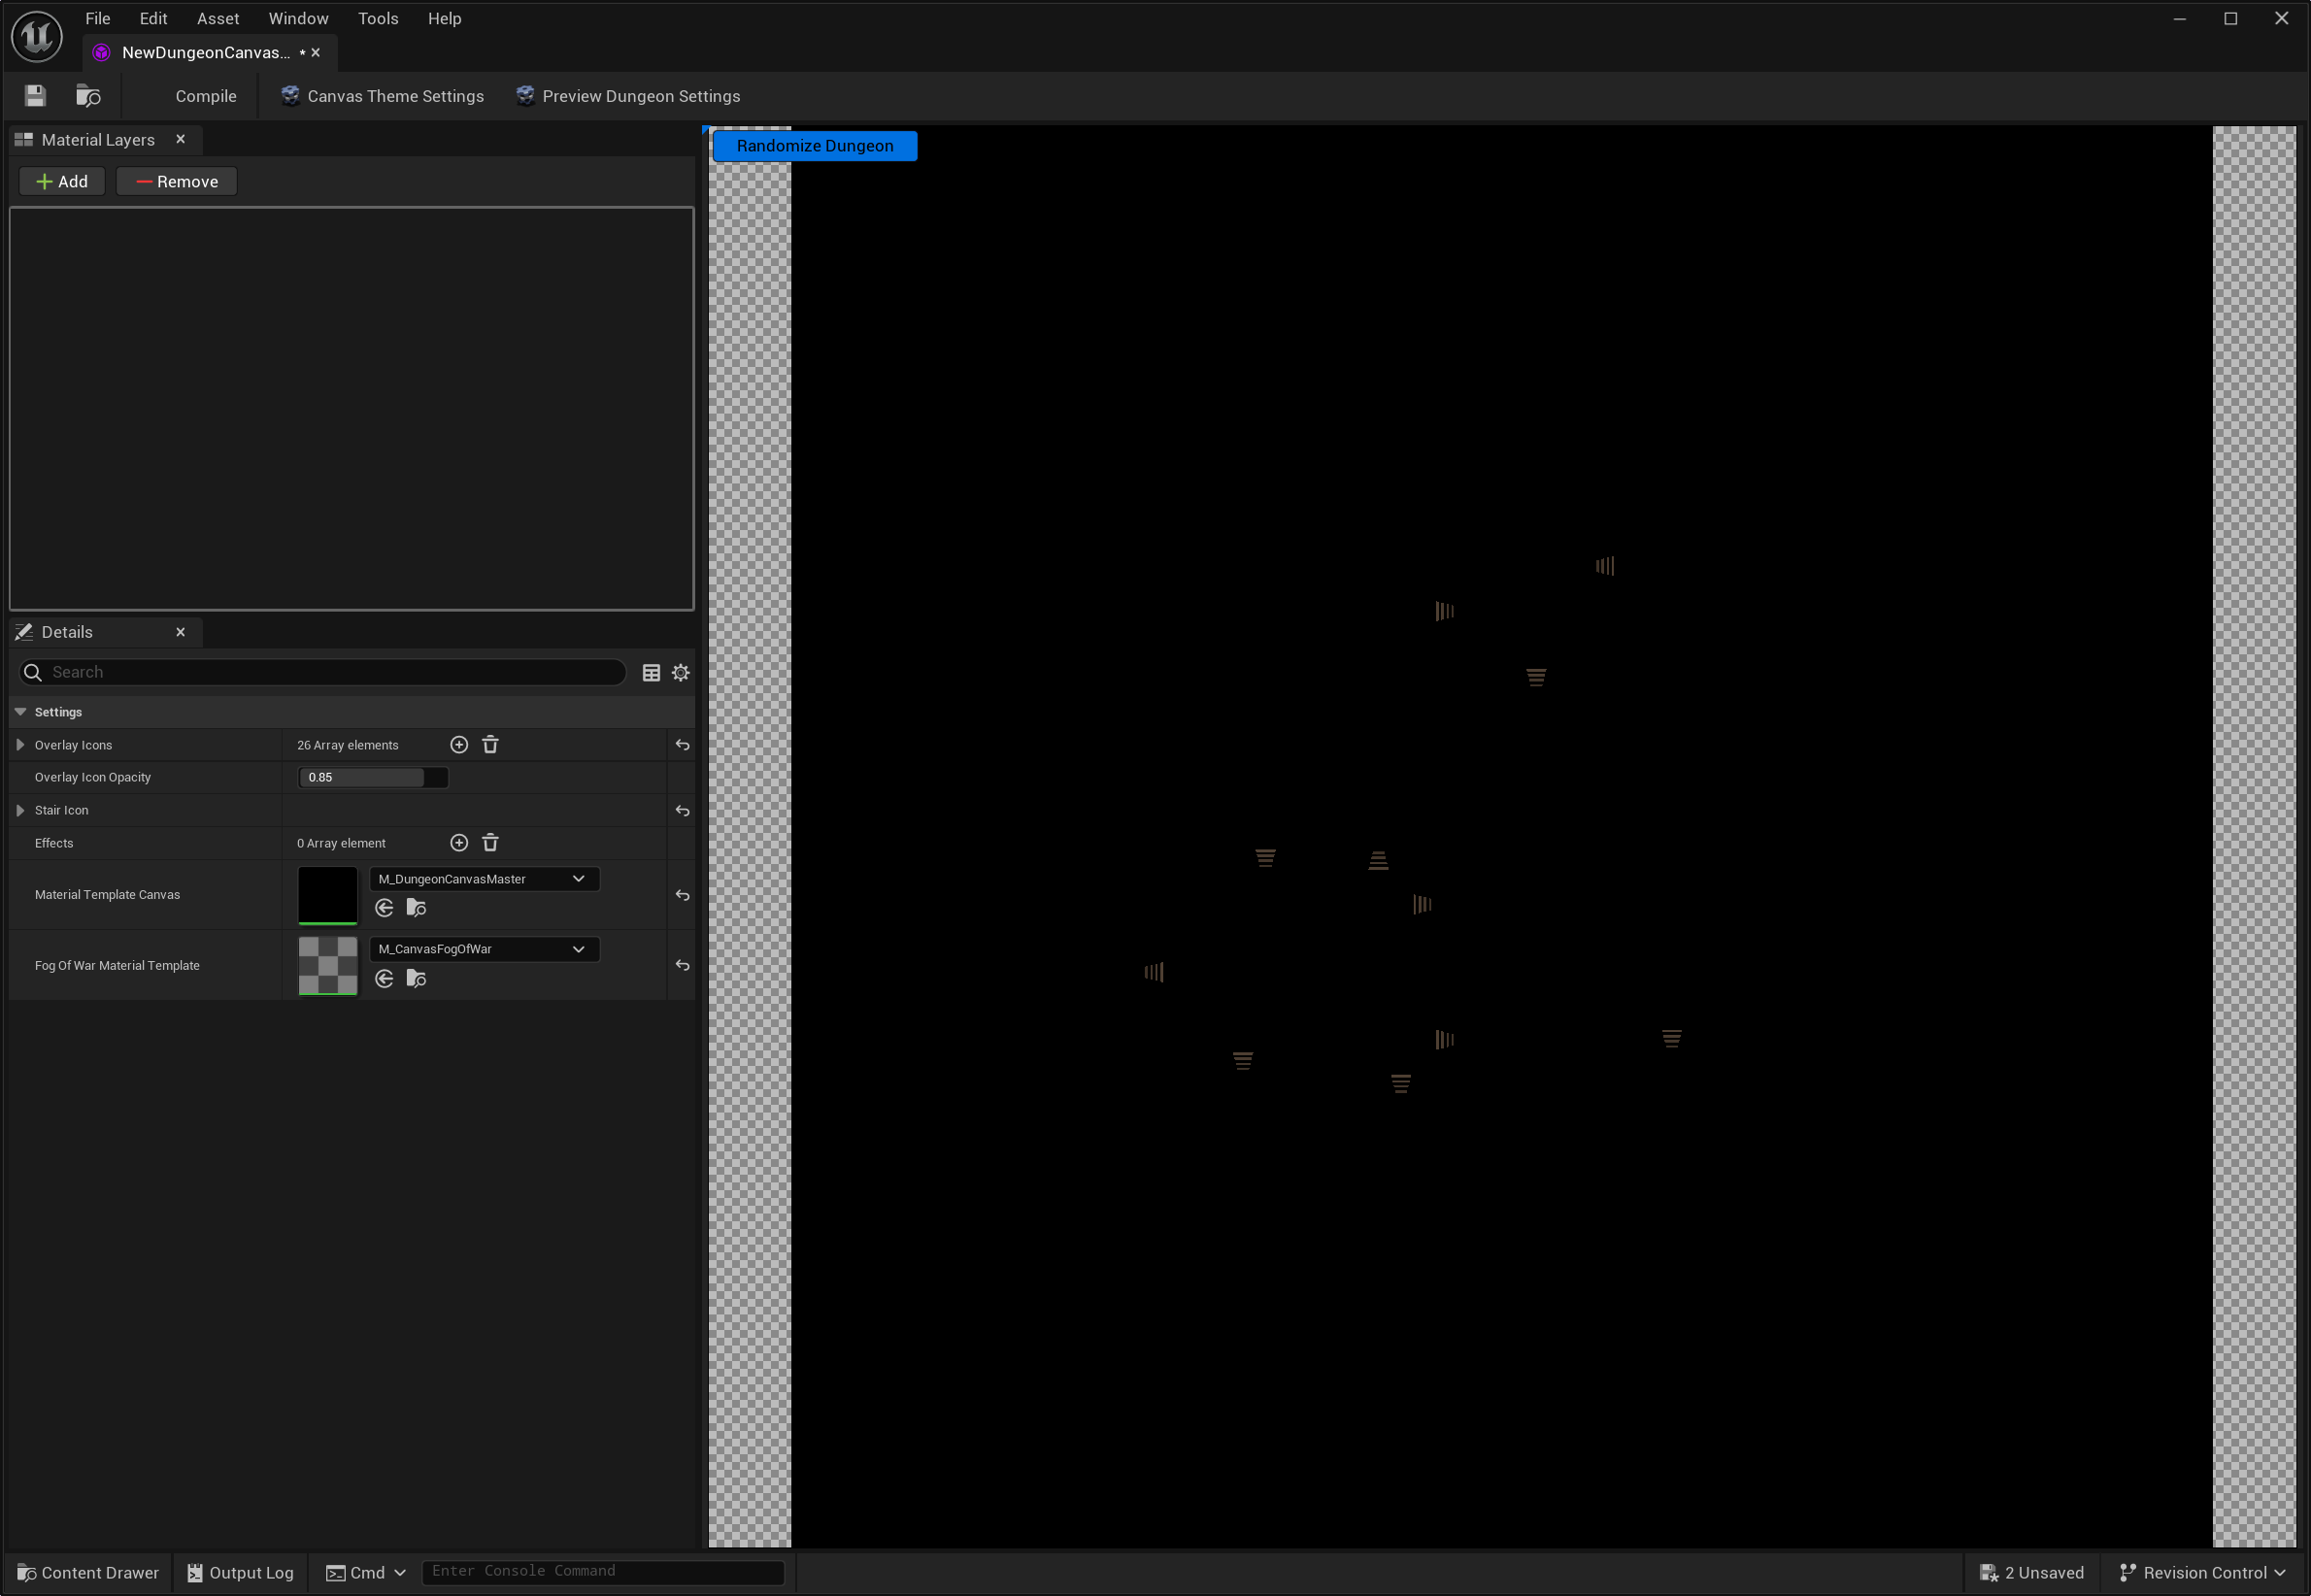 File Edit Asset Window Tools Help
NewDungeonCanvas... *
Compile Canvas Theme Settings Preview Dungeon Settings
Material Layers
Add Remove
Randomize Dungeon
Details
Search
Settings
Overlay Icons 26 Array elements
Overlay Icon Opacity 0.85
Stair Icon
Effects 0 Array element
Material Template Canvas M_DungeonCanvasMaster
Fog Of War Material Template M_CanvasFogOfWar
Content Drawer Output Log Cmd Enter Console Command 2 Unsaved Revision Control